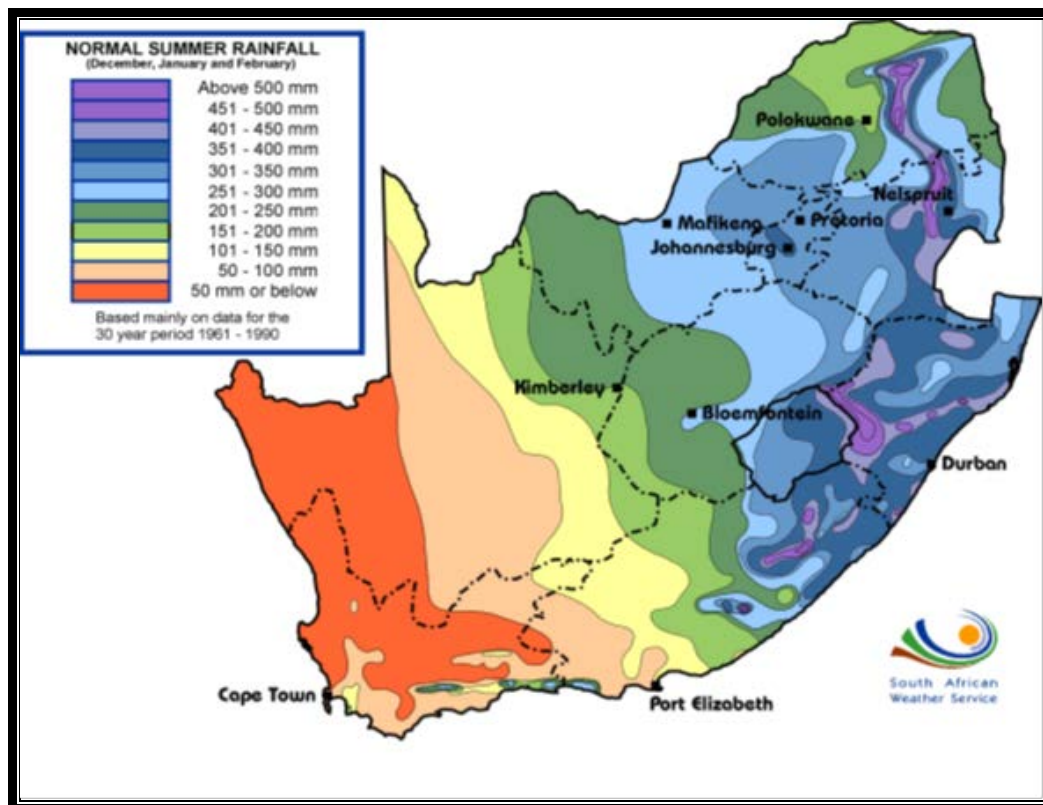 NORMAL SUMMER RAINFALL
(December, January and February)
Above 500 mm
451 - 500 mm
401 - 450 mm
351 - 400 mm
301 - 350 mm
251 - 300 mm
201 - 250 mm
151 - 200 mm
101 - 150 mm
50 - 100 mm
50 mm or below
Based mainly on data for the
30 year period 1961 - 1990
Polokwane
Nelspruit
Mafikeng
Pretoria
Johannesburg
Kimberley
Bloemfontein
Durban
Cape Town
Port Elizabeth
South African
Weather Service